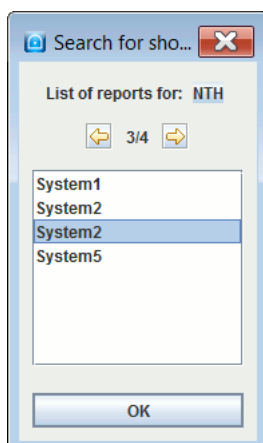 Search for sho...
List of reports for: NTH
3/4
System1
System2
System2
System5
OK